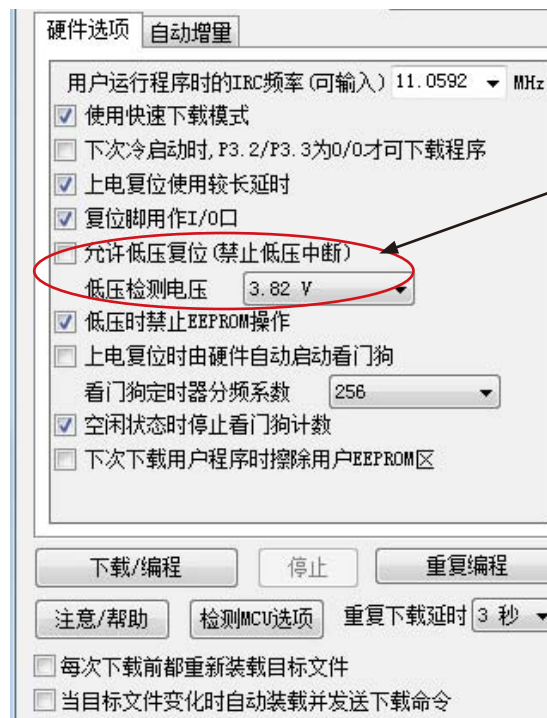 硬件选项 自动增量
用户运行程序时的IRC频率(可输入) 11.0592 MHz
使用快速下载模式
下次冷启动时,P3.2/P3.3为0/0才可下载程序
上电复位使用较长延时
复位脚用作I/O口
允许低压复位(禁止低压中断)
低压检测电压 3.82 V
低压时禁止EEPROM操作
上电复位时由硬件自动启动看门狗
看门狗定时器分频系数 256
空闲状态时停止看门狗计数
下次下载用户程序时擦除用户EEPROM区
下载/编程 停止 重复编程
注意/帮助 检测MCU选项 重复下载延时 3 秒
每次下载前都重新装载目标文件
当目标文件变化时自动装载并发送下载命令